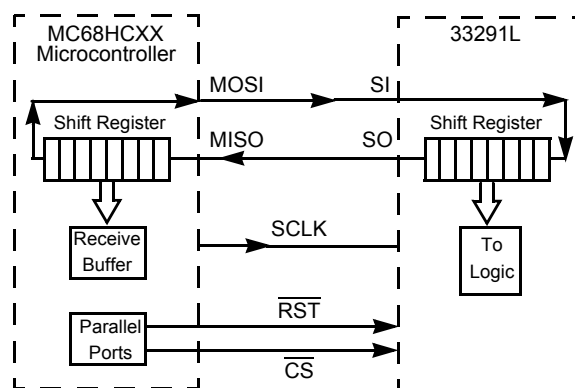 MC68HCXX
Microcontroller
33291L
MOSI
SI
Shift Register
Shift Register
MISO
SO
Receive
Buffer
SCLK
To
Logic
Parallel
Ports
RST
CS